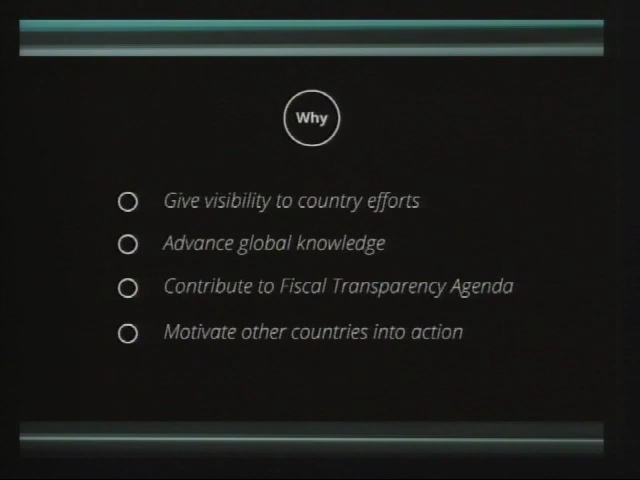 Why
Give visibility to country efforts
Advance global knowledge
Contribute to Fiscal Transparency Agenda
Motivate other countries into action